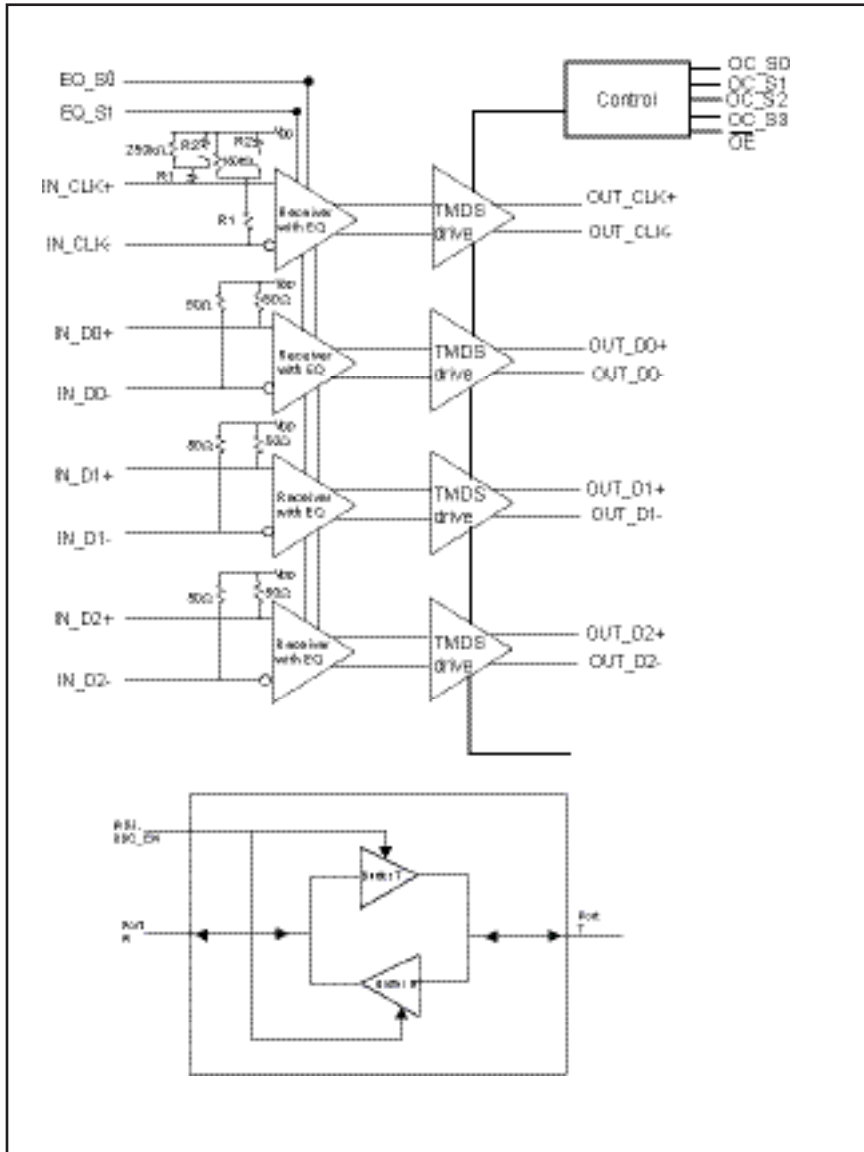 EQ_S0
EQ_S1
OC_S0
OC_S1
OC_S2
OC_S3
OE
Control
VDD
250kΩ
R2
R2
R1
IN_CLK+
R1
IN_CLK-
Receiver
with EQ
TMDS
drive
OUT_CLK+
OUT_CLK-
VDD
50Ω
50Ω
IN_D0+
IN_D0-
Receiver
with EQ
TMDS
drive
OUT_D0+
OUT_D0-
VDD
50Ω
50Ω
IN_D1+
IN_D1-
Receiver
with EQ
TMDS
drive
OUT_D1+
OUT_D1-
VDD
50Ω
50Ω
IN_D2+
IN_D2-
Receiver
with EQ
TMDS
drive
OUT_D2+
OUT_D2-
Port
Port
T